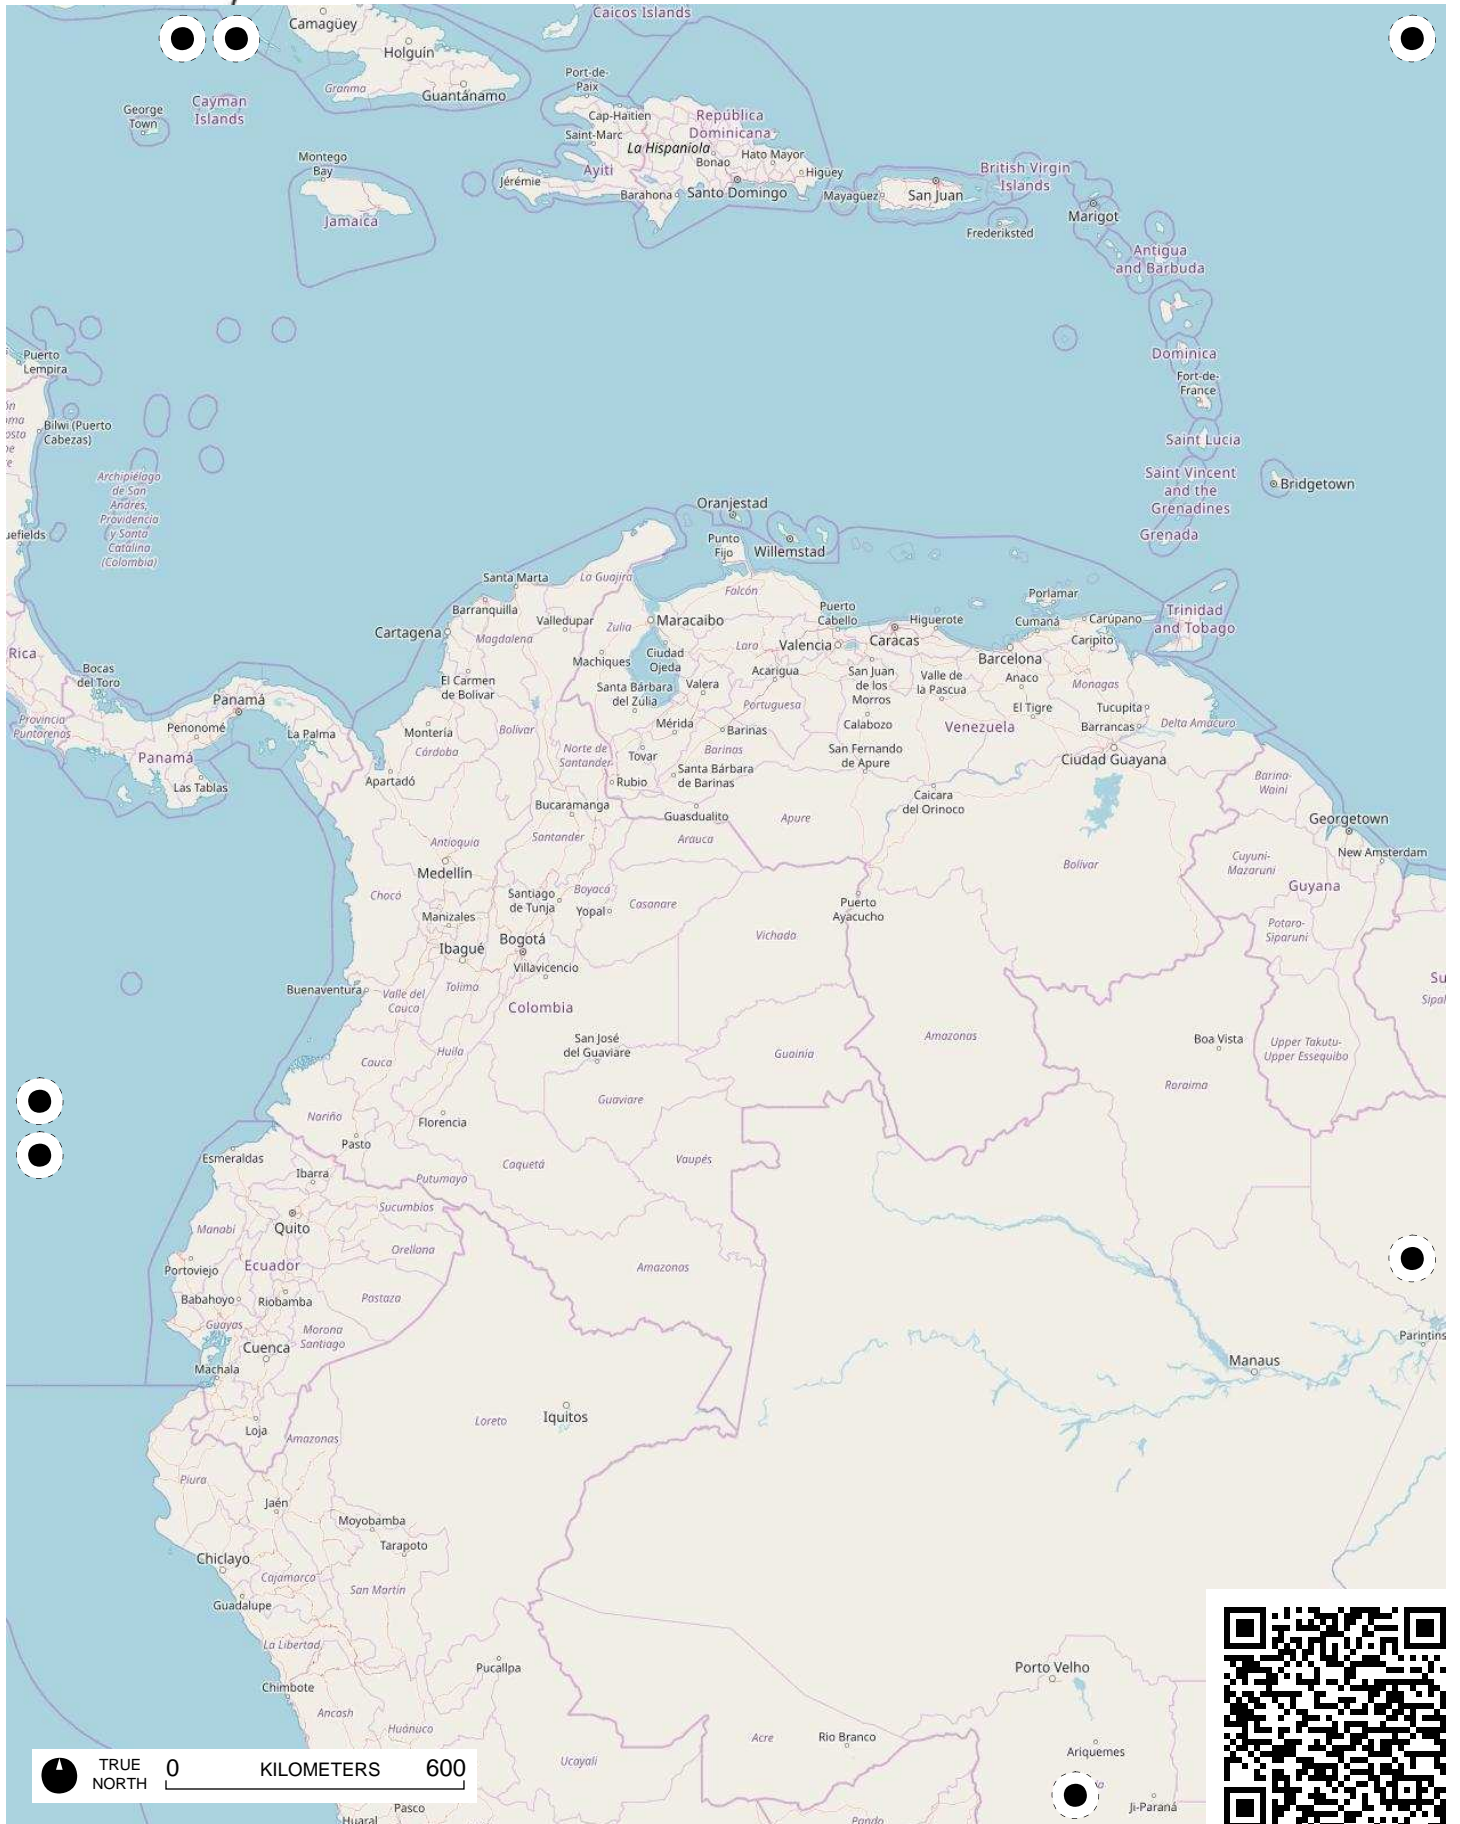 Camagüey
Caicos Islands
Holguín
Port-de-
Paix
Granma
Guantánamo
Cayman
Islands
George
Town
Cap-Haïtien
República
Dominicana
Saint-Marc
La Hispaniola
Hato Mayor
Bonao
Montego
Bay
Ayiti
Higüey
British Virgin
Islands
Jérémie
Barahona
Santo Domingo
Mayagüez
San Juan
Jamaica
Marigot
Frederiksted
Antigua
and Barbuda
Puerto
Lempira
Dominica
Fort-de-
France
Bilwi (Puerto
Cabezas)
Saint Lucia
Archipiélago
de San
Andrés,
Providencia
y Santa
Catalina
(Colombia)
Saint Vincent
and the
Grenadines
Bridgetown
Oranjestad
Grenada
uefields
Punto
Fijo
Willemstad
Santa Marta
La Guajira
Falcón
Porlamar
Barranquilla
Valledupar
Zulia
Maracaibo
Puerto
Cabello
Higuerote
Cumaná
Carúpano
Trinidad
and Tobago
Cartagena
Magdalena
Lara
Valencia
Caracas
Caripito
Rica
Machiques
Ciudad
Ojeda
Barcelona
Bocas
del Toro
El Carmen
de Bolívar
Santa Bárbara
del Zulia
Valera
Acarigua
San Juan
de los
Morros
Valle de
la Pascua
Anaco
Monagas
Panamá
Portuguesa
El Tigre
Tucupita
Provincia
Puntarenas
Penonomé
La Palma
Montería
Bolívar
Mérida
Barinas
Calabozo
Venezuela
Barrancas
Delta Amacuro
Panamá
Córdoba
Norte de
Santander
Tovar
Barinas
San Fernando
de Apure
Ciudad Guayana
Las Tablas
Apartadó
Rubio
Santa Bárbara
de Barinas
Barina-
Waini
Bucaramanga
Caicara
del Orinoco
Guasdualito
Apure
Georgetown
Antioquia
Santander
Arauca
New Amsterdam
Medellín
Bolívar
Cuyuni-
Mazaruni
Guyana
Chocó
Santiago
de Tunja
Boyacá
Yopal
Casanare
Puerto
Ayacucho
Manizales
Potaro-
Siparuni
Ibagué
Bogotá
Vichada
Villavicencio
Su
Sipal
Buenaventura
Valle del
Cauca
Tolima
Colombia
San José
del Guaviare
Amazonas
Boa Vista
Upper Takutu-
Upper Essequibo
Cauca
Huila
Guainía
Roraima
Guaviare
Nariño
Florencia
Pasto
Esmeraldas
Ibarra
Caquetá
Vaupés
Putumayo
Sucumbíos
Manabí
Quito
Orellana
Portoviejo
Ecuador
Amazonas
Babahoyo
Riobamba
Pastaza
Guayas
Morona
Santiago
Parintins
Cuenca
Manaus
Machala
Loreto
Iquitos
Loja
Amazonas
Piura
Jaén
Moyobamba
Tarapoto
Chiclayo
Cajamarca
San Martín
Guadalupe
La Libertad
Pucallpa
Porto Velho
Chimbote
Ancash
Huánuco
Acre
Rio Branco
Ucayali
Ariquemes
TRUE
NORTH
0 KILOMETERS 600
Pasco
Huaral
Ji-Paraná
Pando